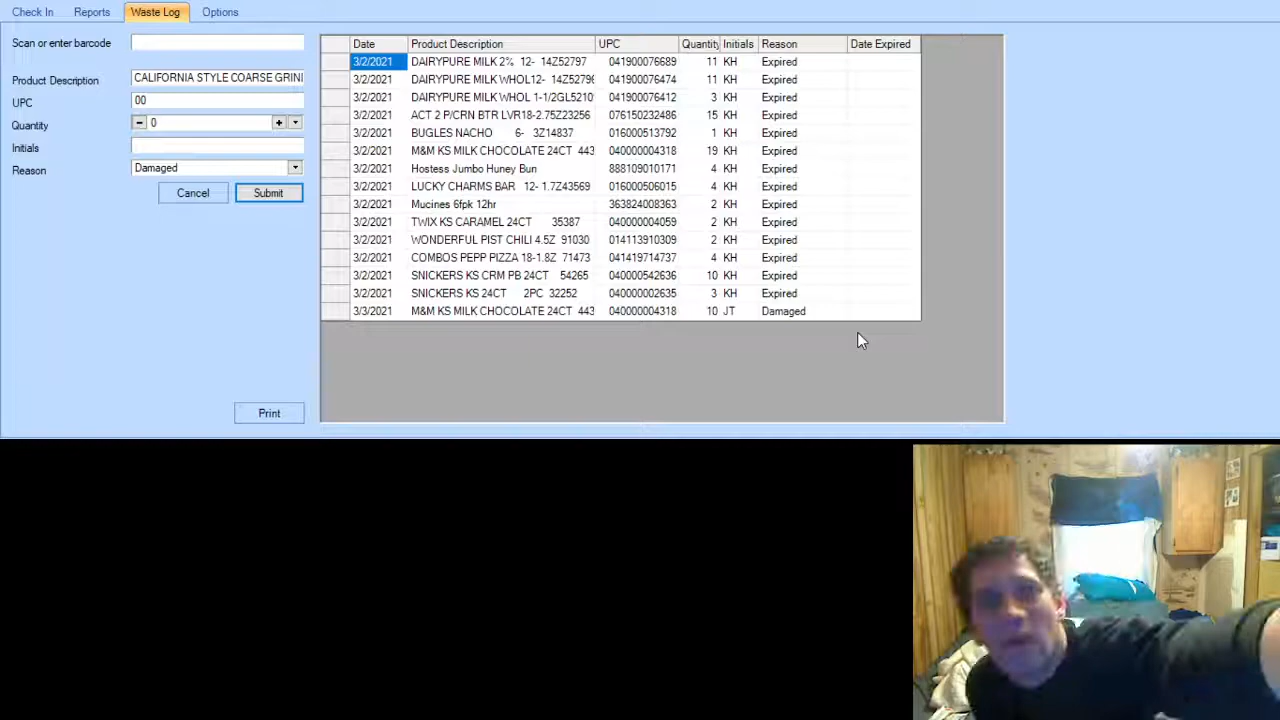 Check In Reports Waste Log Options
Scan or enter barcode
Product Description CALIFORNIA STYLE COARSE GRINI
UPC 00
Quantity - 0 +
Initials
Reason Damaged
Cancel Submit
Print
Date Product Description UPC Quantity Initials Reason Date Expired
3/2/2021 DAIRYPURE MILK 2% 12- 14Z52797 041900076689 11 KH Expired
3/2/2021 DAIRYPURE MILK WHOL12- 14Z52796 041900076474 11 KH Expired
3/2/2021 DAIRYPURE MILK WHOL 1-1/2GL5210 041900076412 3 KH Expired
3/2/2021 ACT 2 P/CRN BTR LVR18-2.75Z23256 076150232486 15 KH Expired
3/2/2021 BUGLES NACHO 6- 3Z14837 016000513792 1 KH Expired
3/2/2021 M&M KS MILK CHOCOLATE 24CT 443 040000004318 19 KH Expired
3/2/2021 Hostess Jumbo Huney Bun 888109010171 4 KH Expired
3/2/2021 LUCKY CHARMS BAR 12- 1.7Z43569 016000506015 4 KH Expired
3/2/2021 Mucines 6fpk 12hr 363824008363 2 KH Expired
3/2/2021 TWIX KS CARAMEL 24CT 35387 040000004059 2 KH Expired
3/2/2021 WONDERFUL PIST CHILI 4.5Z 91030 014113910309 2 KH Expired
3/2/2021 COMBOS PEPP PIZZA 18-1.8Z 71473 041419714737 4 KH Expired
3/2/2021 SNICKERS KS CRM PB 24CT 54265 040000542636 10 KH Expired
3/2/2021 SNICKERS KS 24CT 2PC 32252 040000002635 3 KH Expired
3/3/2021 M&M KS MILK CHOCOLATE 24CT 443 040000004318 10 JT Damaged